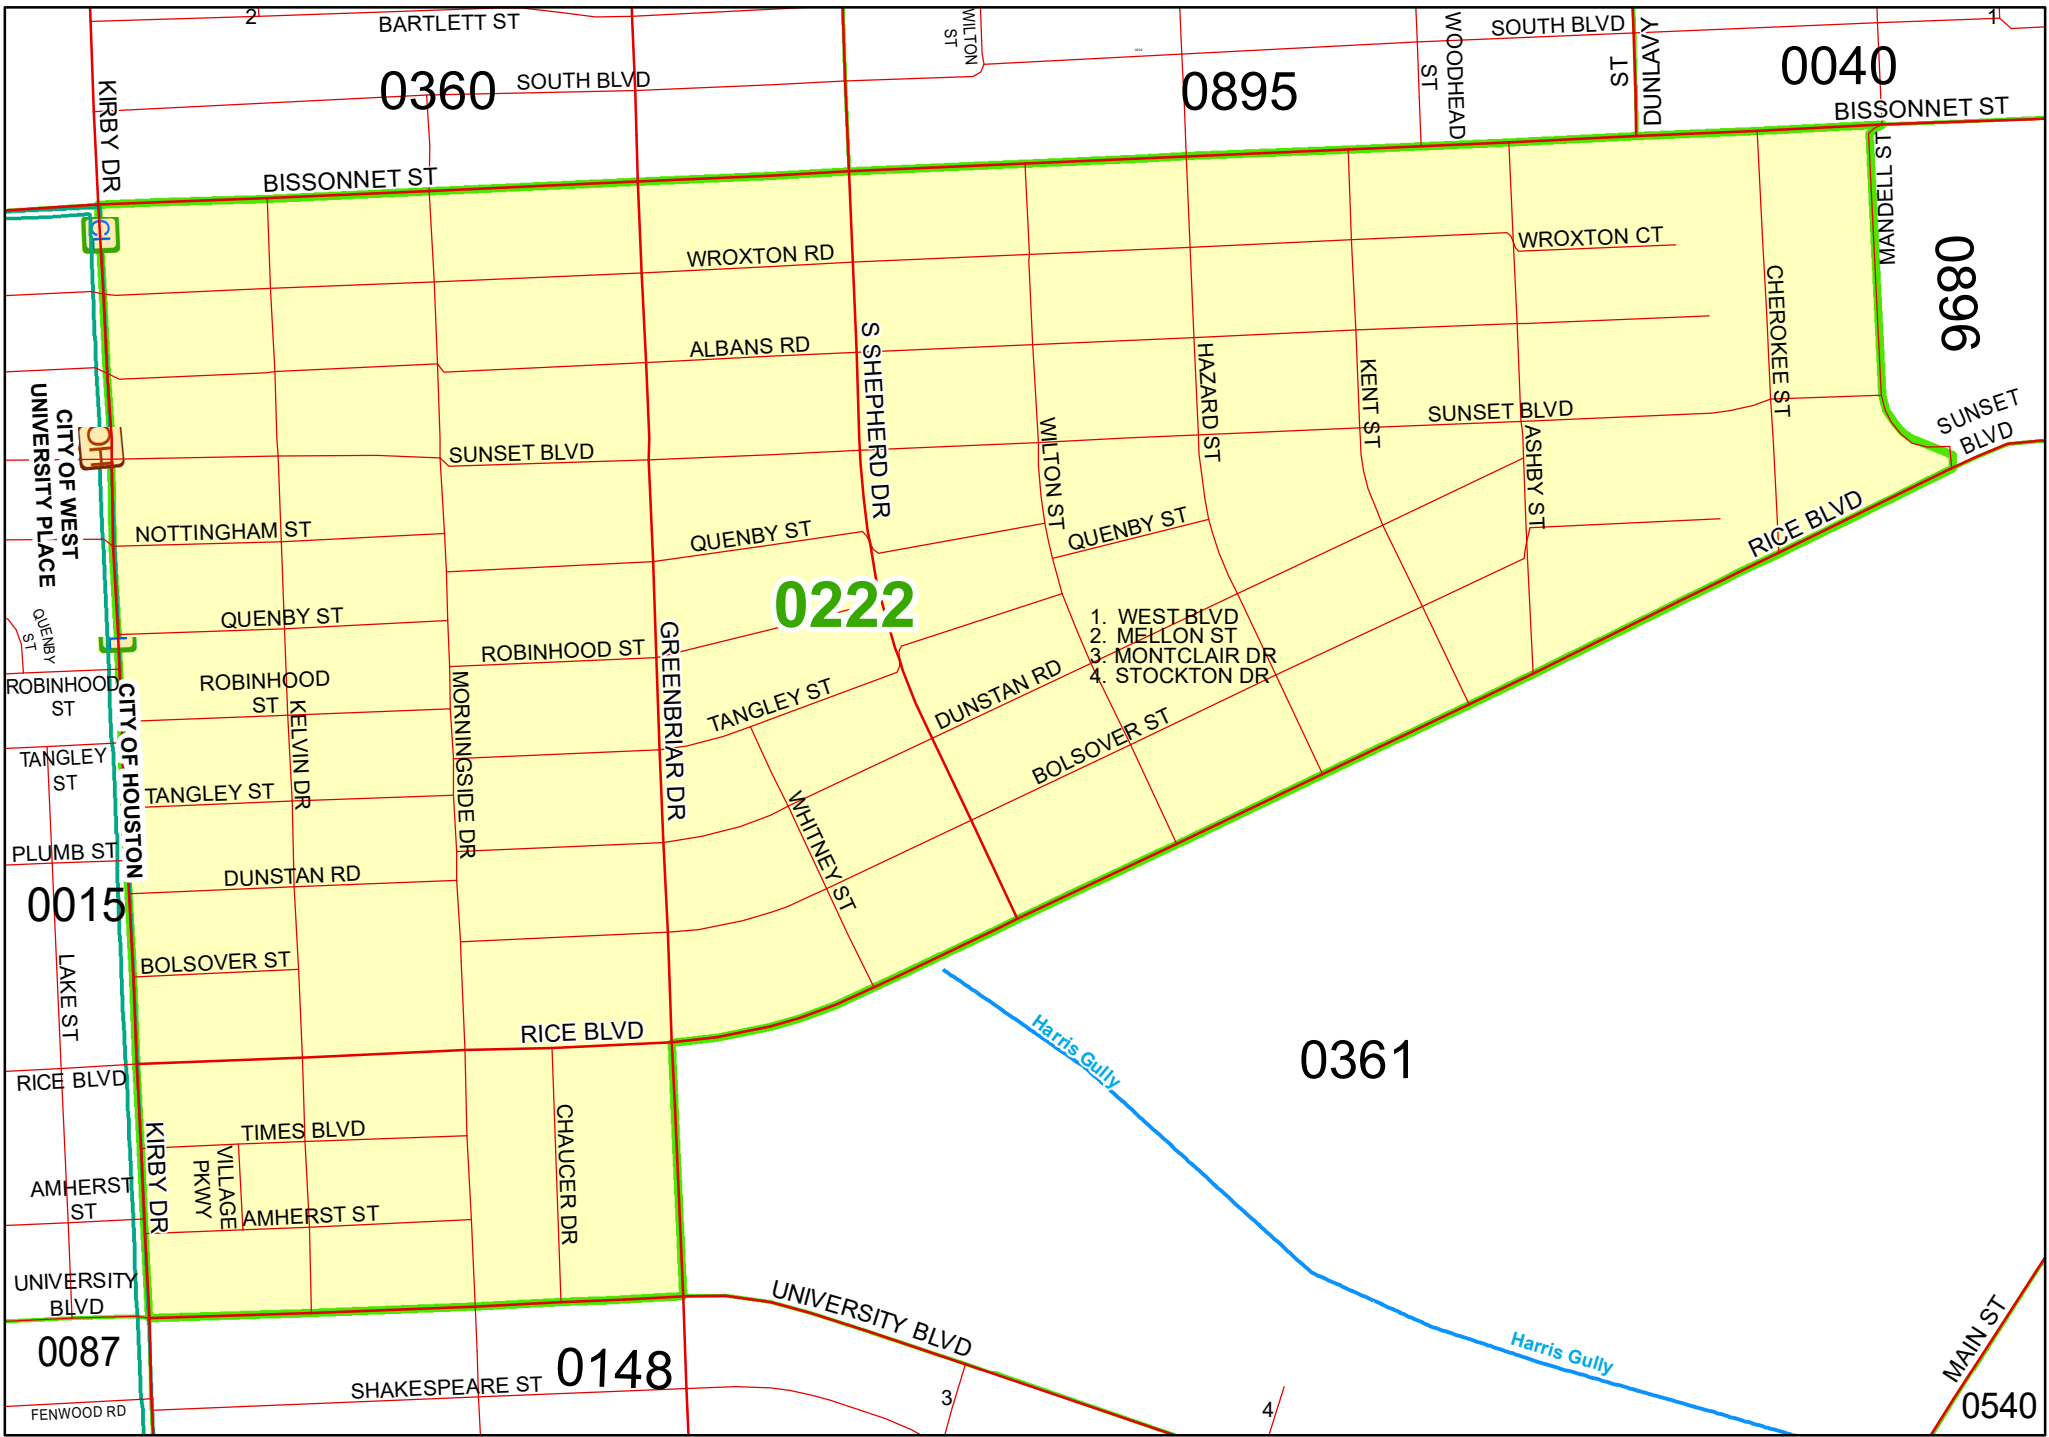 2
BARTLETT ST
WILTON
ST
WOODHEAD
ST
SOUTH BLVD
DUNLAVY
ST
1
0360
SOUTH BLVD
0895
0040
KIRBY DR
BISSONNET ST
BISSONNET ST
MANDELL ST
WROXTON RD
WROXTON CT
0896
CHEROKEE ST
ALBANS RD
S SHEPHERD DR
HAZARD ST
KENT ST
CITY OF WEST
UNIVERSITY PLACE
SUNSET BLVD
SUNSET BLVD
SUNSET
BLVD
WILTON ST
ASHBY ST
NOTTINGHAM ST
QUENBY ST
QUENBY ST
RICE BLVD
QUENBY
ST
QUENBY ST
0222
1. WEST BLVD
2. MELLON ST
3. MONTCLAIR DR
4. STOCKTON DR
ROBINHOOD ST
GREENBRIAR DR
ROBINHOOD
ST
ROBINHOOD
ST
KELVIN DR
MORNINGSIDE DR
TANGLEY ST
DUNSTAN RD
BOLSOVER ST
CITY OF HOUSTON
TANGLEY
ST
TANGLEY ST
WHITNEY ST
PLUMB ST
DUNSTAN RD
0015
LAKE ST
BOLSOVER ST
RICE BLVD
Harris Gully
0361
RICE BLVD
KIRBY DR
TIMES BLVD
VILLAGE
PKWY
CHAUCER DR
AMHERST
ST
AMHERST ST
UNIVERSITY
BLVD
UNIVERSITY BLVD
Harris Gully
MAIN ST
0087
0148
SHAKESPEARE ST
FENWOOD RD
3
4
0540